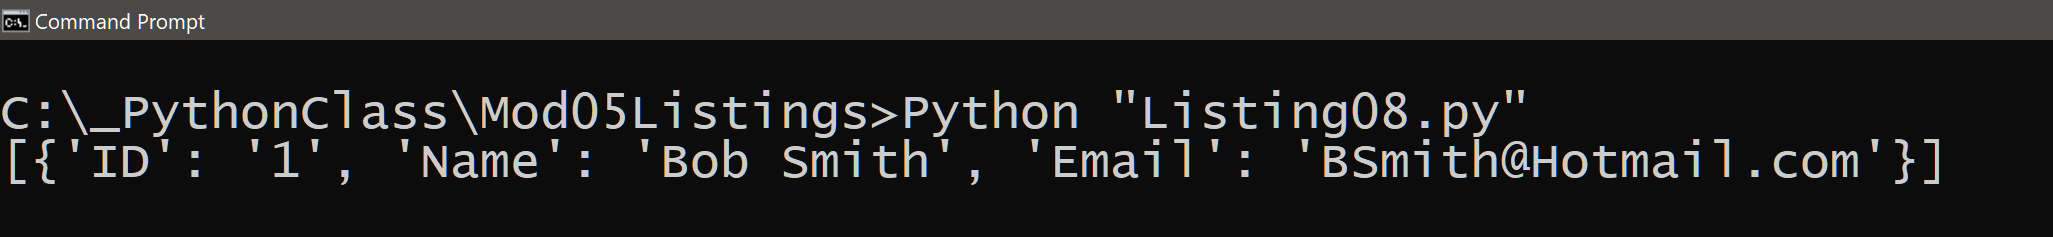 Command Prompt
C:\_PythonClass\Mod05Listings>Python "Listing08.py"
[{'ID': '1', 'Name': 'Bob Smith', 'Email': 'BSmith@Hotmail.com'}]